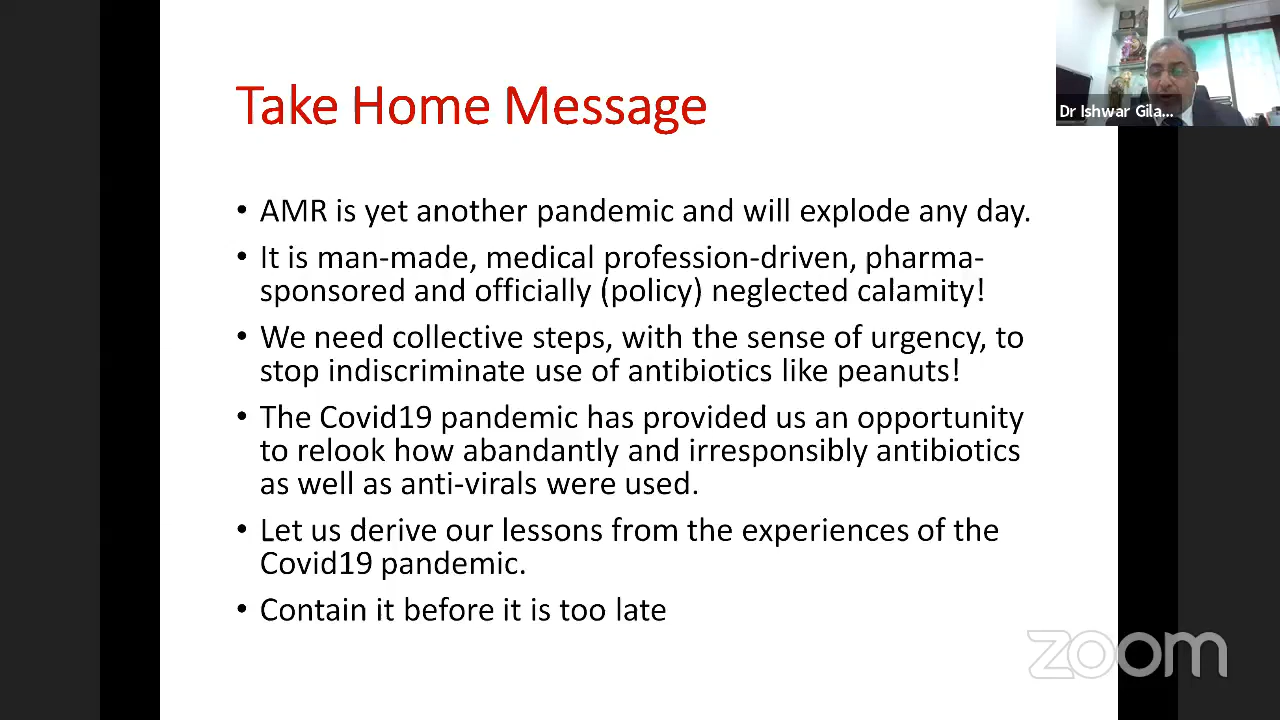 Take Home Message
Dr Ishwar Gila...
• AMR is yet another pandemic and will explode any day.
• It is man-made, medical profession-driven, pharma-
sponsored and officially (policy) neglected calamity!
• We need collective steps, with the sense of urgency, to
stop indiscriminate use of antibiotics like peanuts!
• The Covid19 pandemic has provided us an opportunity
to relook how abandantly and irresponsibly antibiotics
as well as anti-virals were used.
• Let us derive our lessons from the experiences of the
Covid19 pandemic.
• Contain it before it is too late
zoom